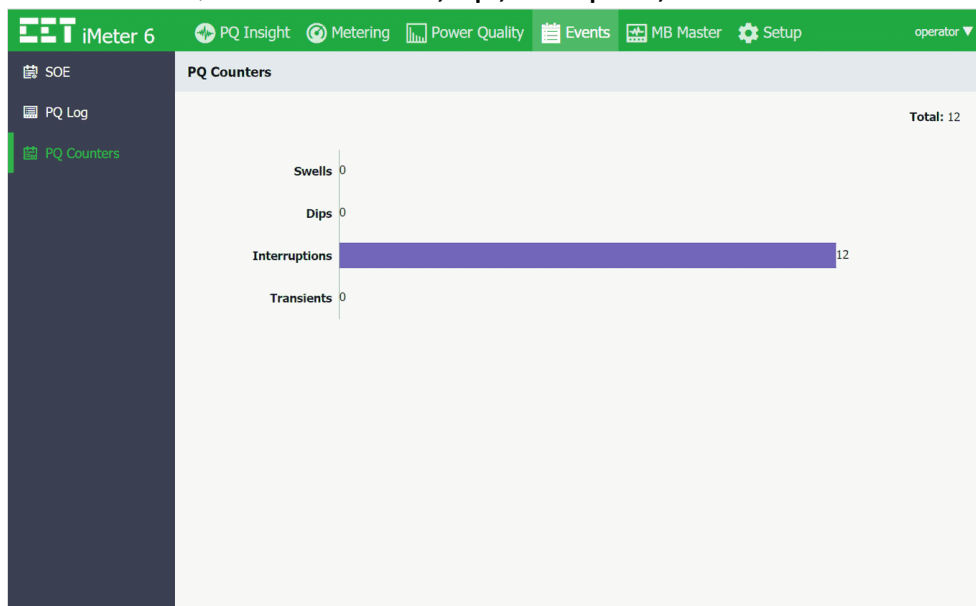 CET iMeter 6
PQ Insight
Metering
Power Quality
Events
MB Master
Setup
operator ▼
SOE
PQ Log
PQ Counters
PQ Counters
Total: 12
Swells 0
Dips 0
Interruptions 12
Transients 0